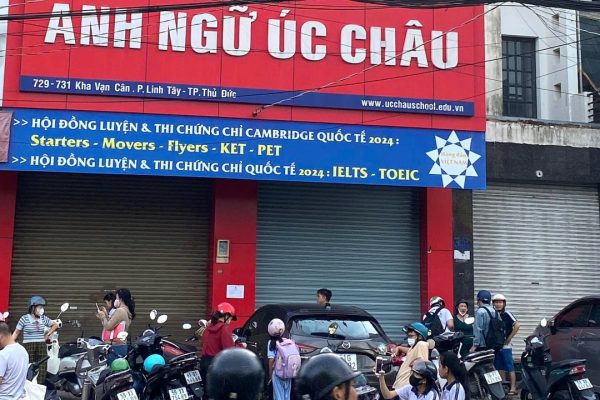 ANH NGỮ ÚC CHÂU
729-731 Kha Vạn Cân . P. Linh Tây - TP. Thủ Đức
www.ucchauschool.edu.vn
>> HỘI ĐỒNG LUYỆN & THI CHỨNG CHỈ CAMBRIDGE QUỐC TẾ 2024 :
Starters - Movers - Flyers - KET - PET
>> HỘI ĐỒNG LUYỆN & THI CHỨNG CHỈ QUỐC TẾ 2024 : IELTS - TOEIC
VIỆT NAM